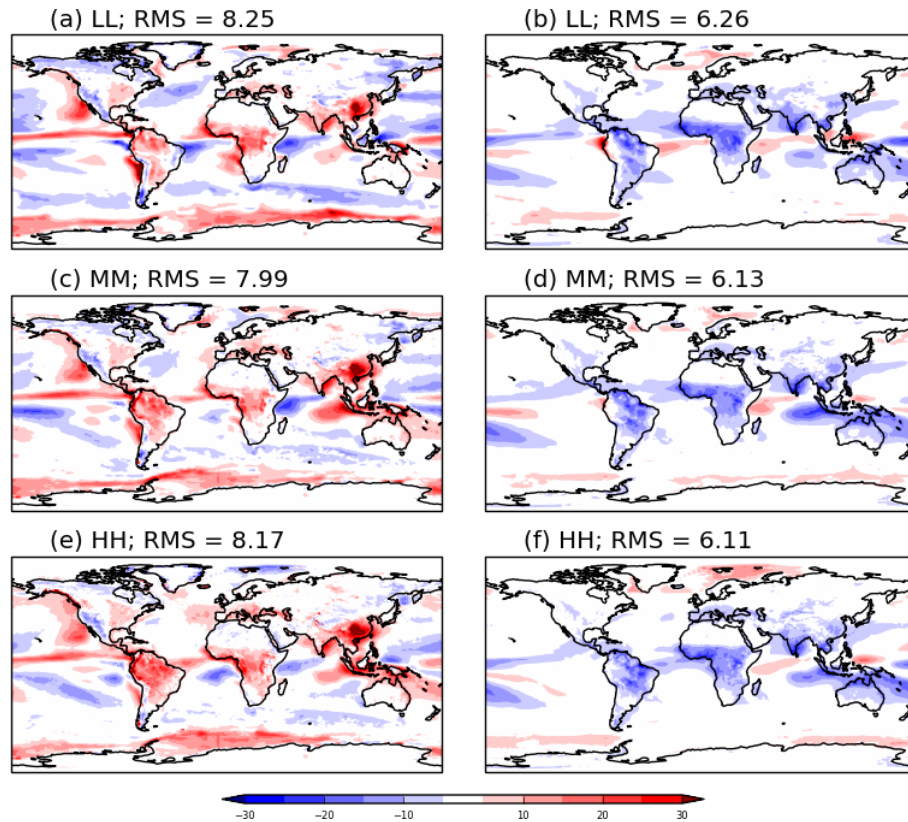 (a) LL; RMS = 8.25
(b) LL; RMS = 6.26
(c) MM; RMS = 7.99
(d) MM; RMS = 6.13
(e) HH; RMS = 8.17
(f) HH; RMS = 6.11
−30 −20 −10 10 20 30